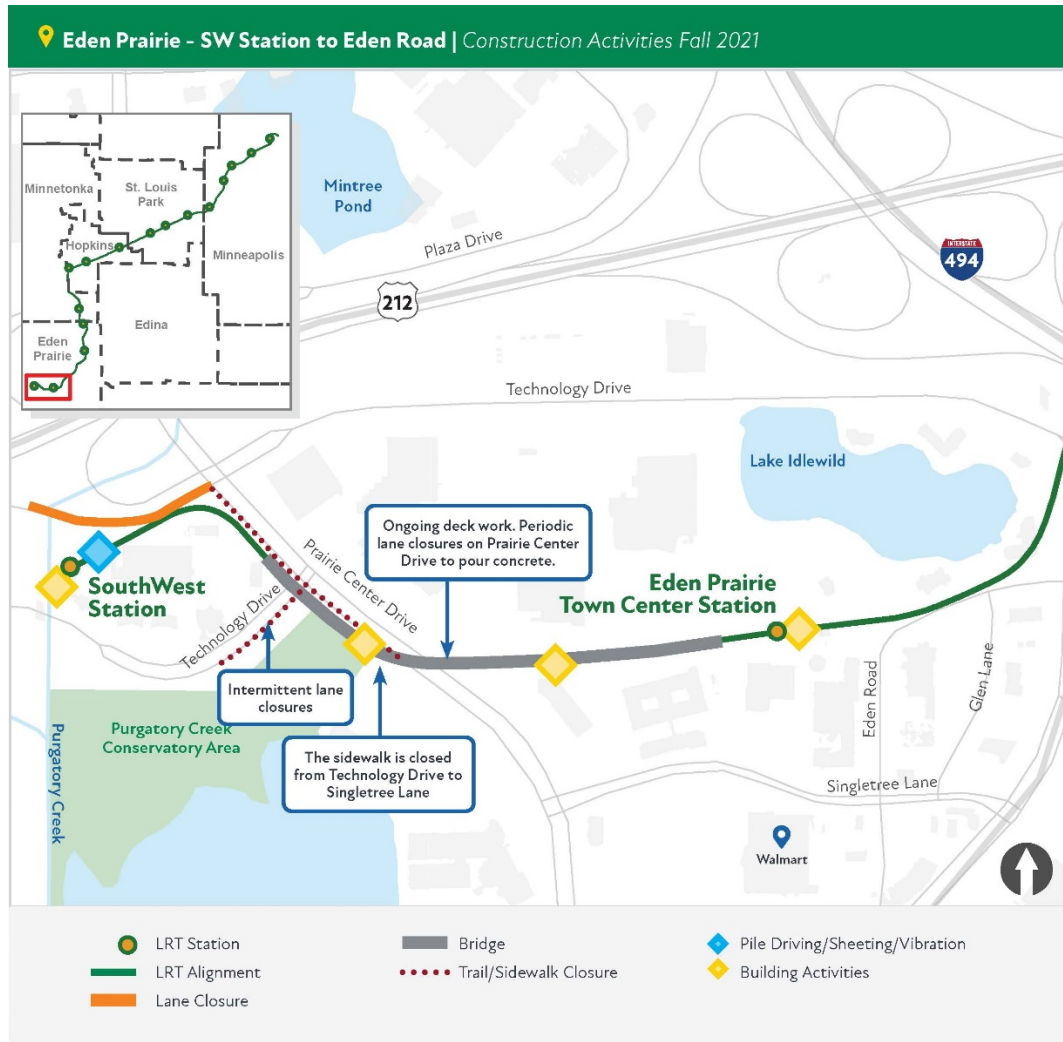 Eden Prairie - SW Station to Eden Road | Construction Activities Fall 2021
Minnetonka
St. Louis
Park
Hopkins
Minneapolis
Edina
Eden
Prairie
Mintree
Pond
Plaza Drive
INTERSTATE
494
212
Technology Drive
Lake Idlewild
Ongoing deck work. Periodic
lane closures on Prairie Center
Drive to pour concrete.
Prairie Center Drive
SouthWest
Station
Eden Prairie
Town Center Station
Technology Drive
Intermittent lane
closures
Purgatory Creek
Conservatory Area
The sidewalk is closed
from Technology Drive to
Singletree Lane
Purgatory Creek
Eden Road
Glen Lane
Singletree Lane
Walmart
LRT Station
LRT Alignment
Lane Closure
Bridge
Trail/Sidewalk Closure
Pile Driving/Sheeting/Vibration
Building Activities